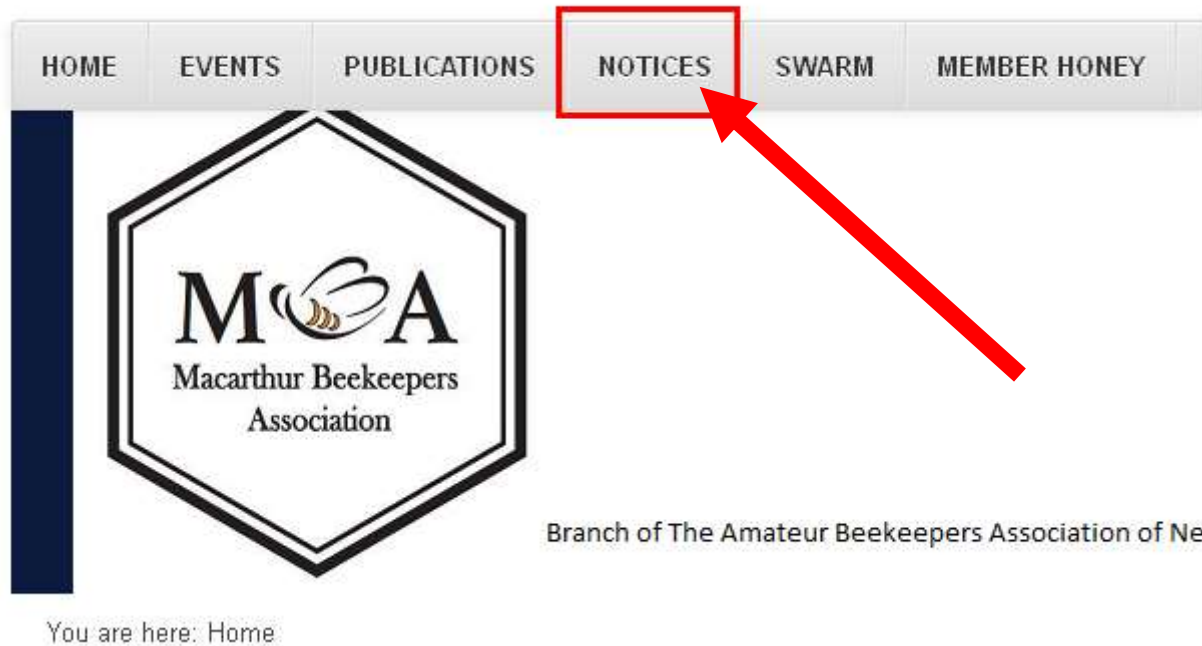 HOME EVENTS PUBLICATIONS NOTICES SWARM MEMBER HONEY
M A
Macarthur Beekeepers
Association
Branch of The Amateur Beekeepers Association of Ne
You are here: Home